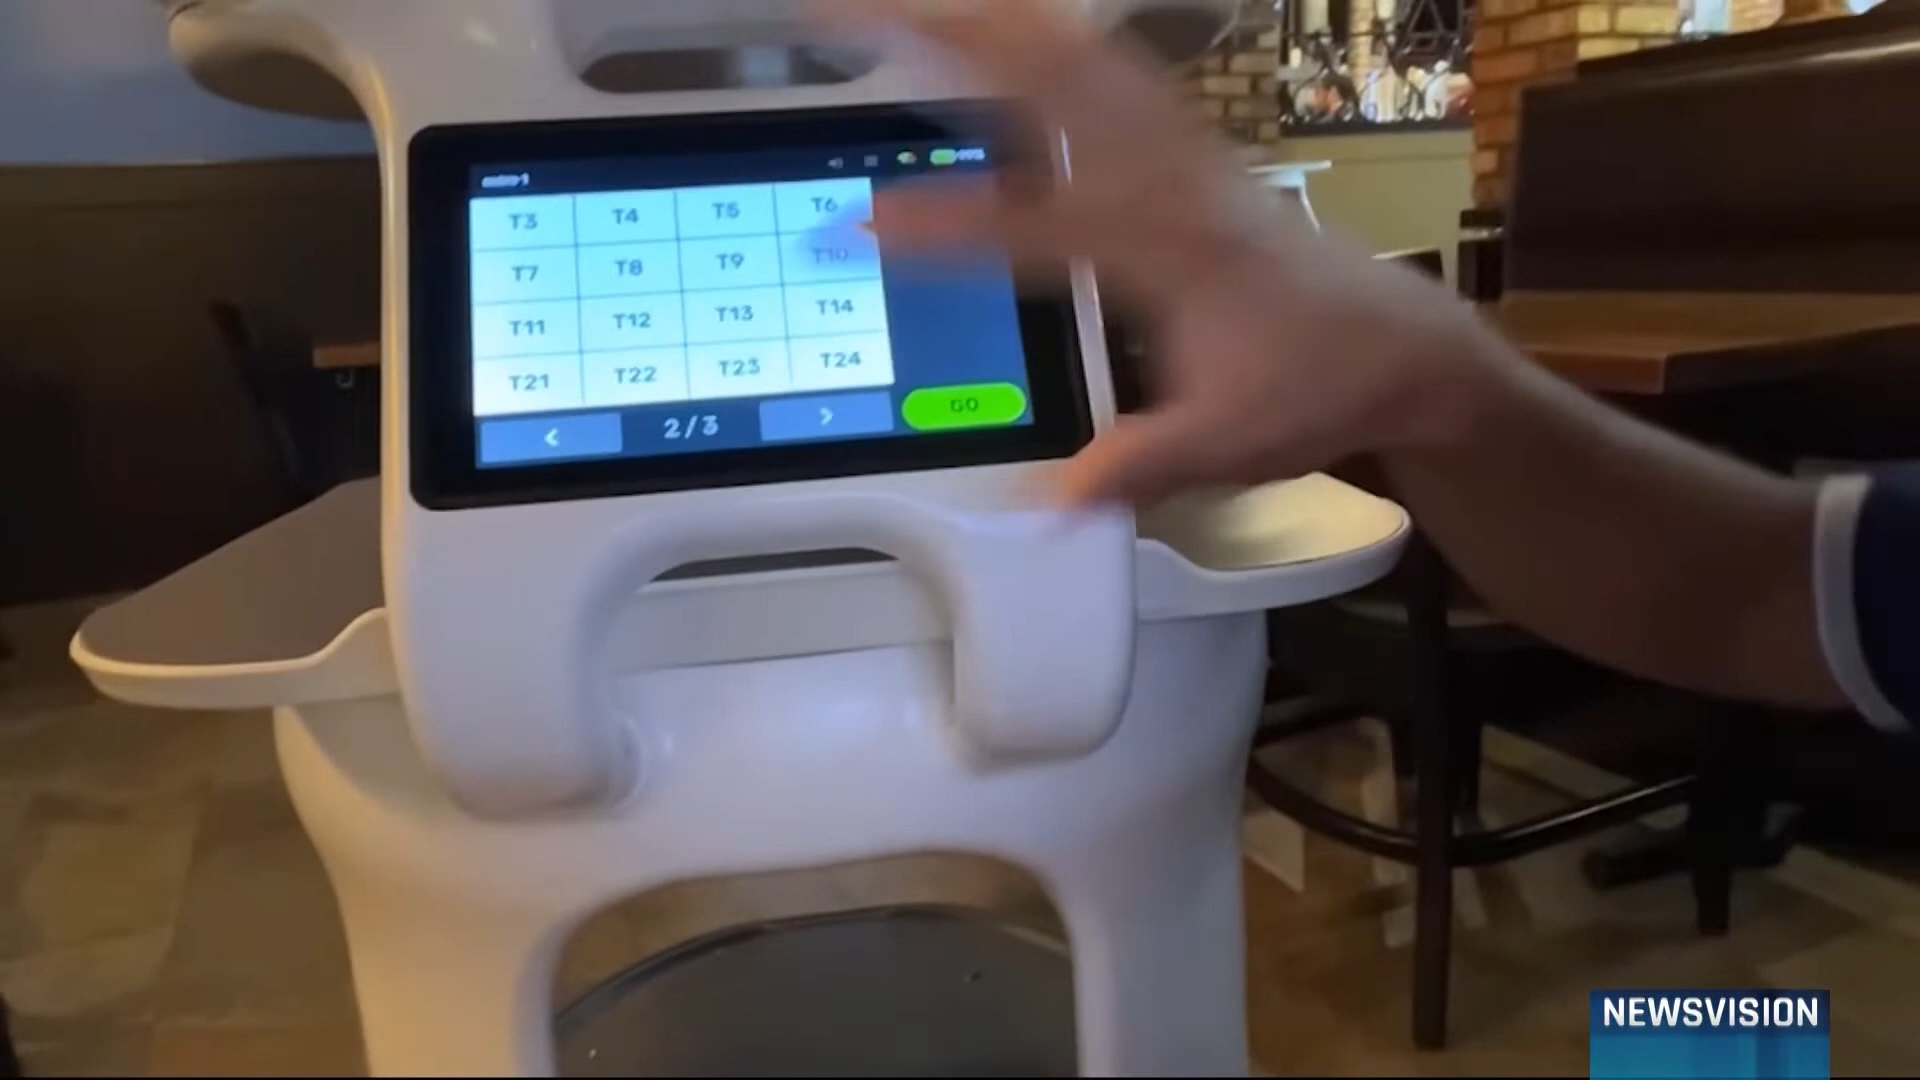 T3 T4 T5 T6
T7 T8 T9 T10
T11 T12 T13 T14
T21 T22 T23 T24
< 2/3 > GO
NEWSVISION